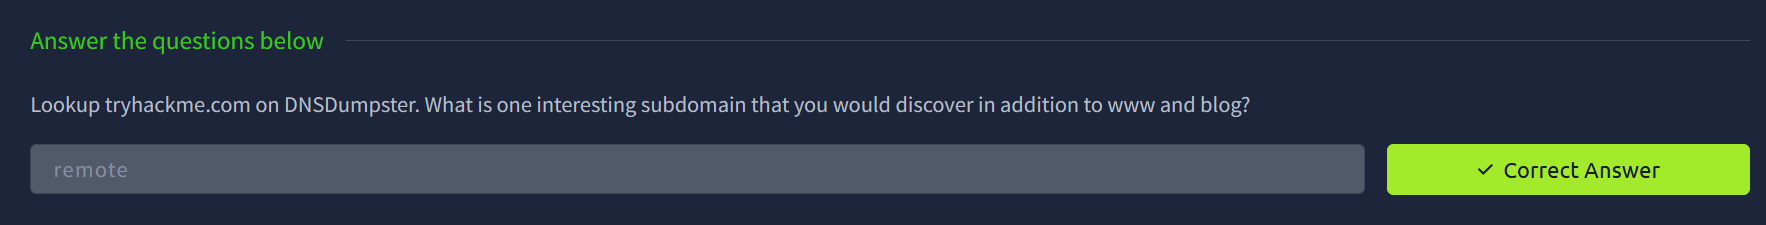 Answer the questions below
Lookup tryhackme.com on DNSDumpster. What is one interesting subdomain that you would discover in addition to www and blog?
remote
Correct Answer